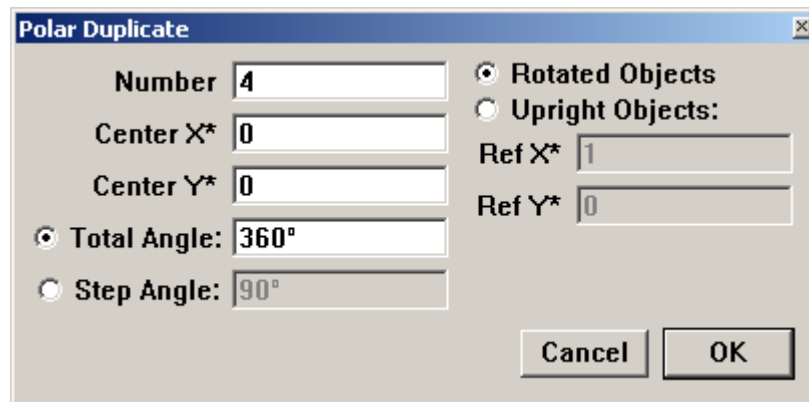 Polar Duplicate
Number 4
Center X* 0
Center Y* 0
Total Angle: 360°
Step Angle: 90°
Rotated Objects
Upright Objects:
Ref X* 1
Ref Y* 0
Cancel OK